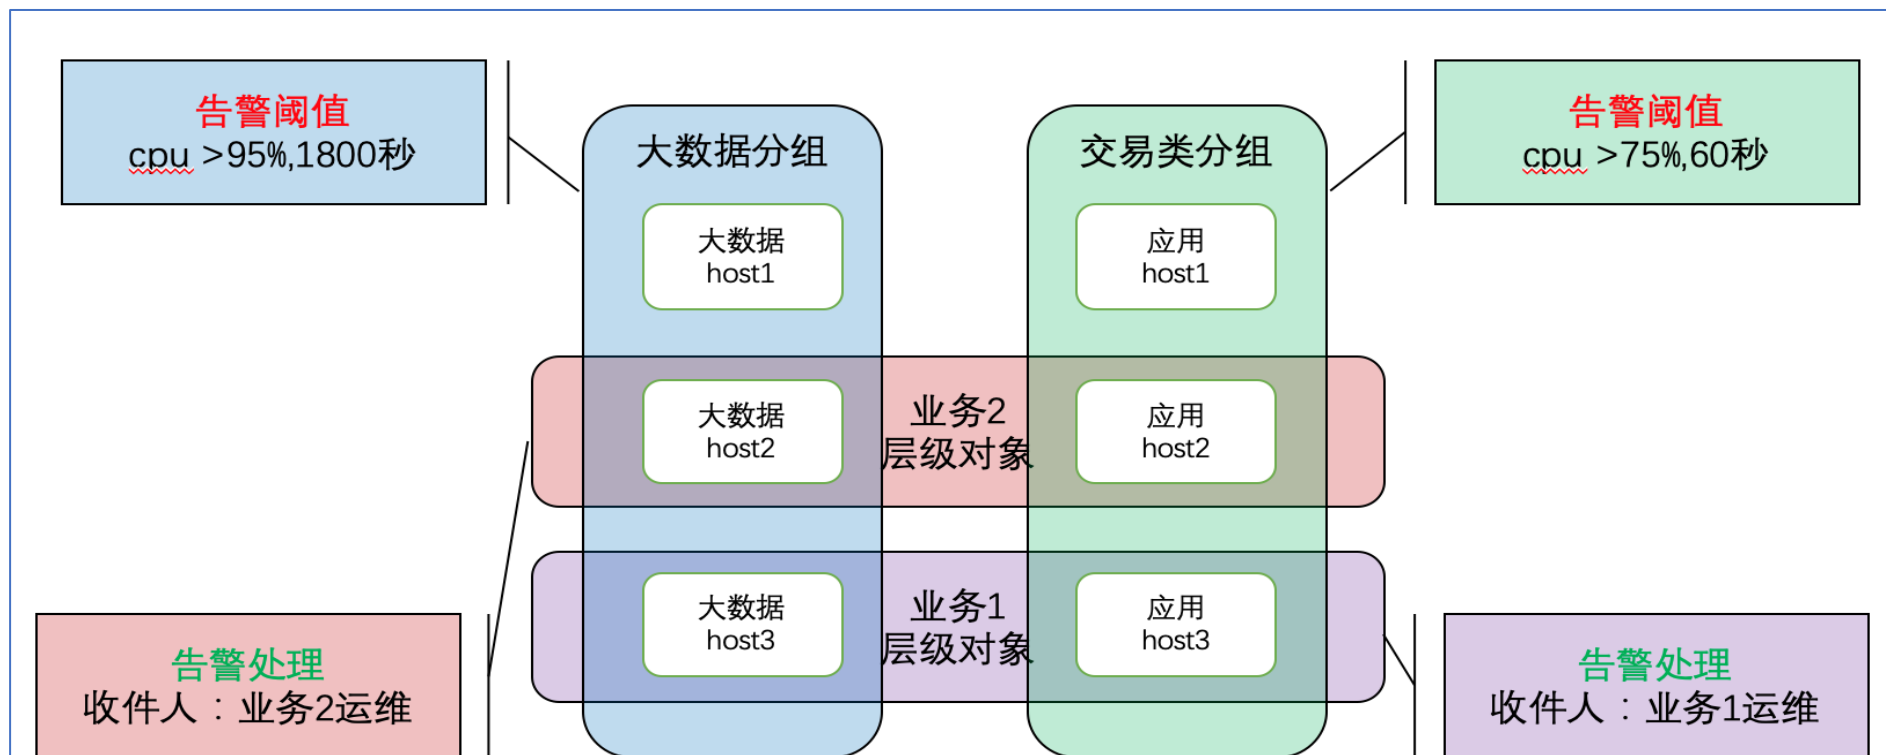 告警阈值
cpu >95%,1800秒
告警阈值
cpu >75%,60秒
大数据分组
交易类分组
大数据
host1
应用
host1
大数据
host2
业务2
层级对象
应用
host2
大数据
host3
业务1
层级对象
应用
host3
告警处理
收件人：业务2运维
告警处理
收件人：业务1运维